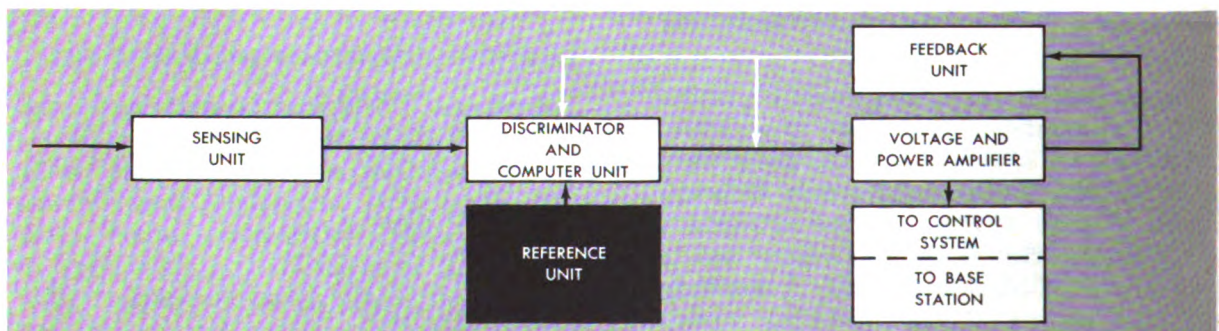 FEEDBACK
UNIT
SENSING
UNIT
DISCRIMINATOR
AND
COMPUTER UNIT
VOLTAGE AND
POWER AMPLIFIER
REFERENCE
UNIT
TO CONTROL
SYSTEM
TO BASE
STATION